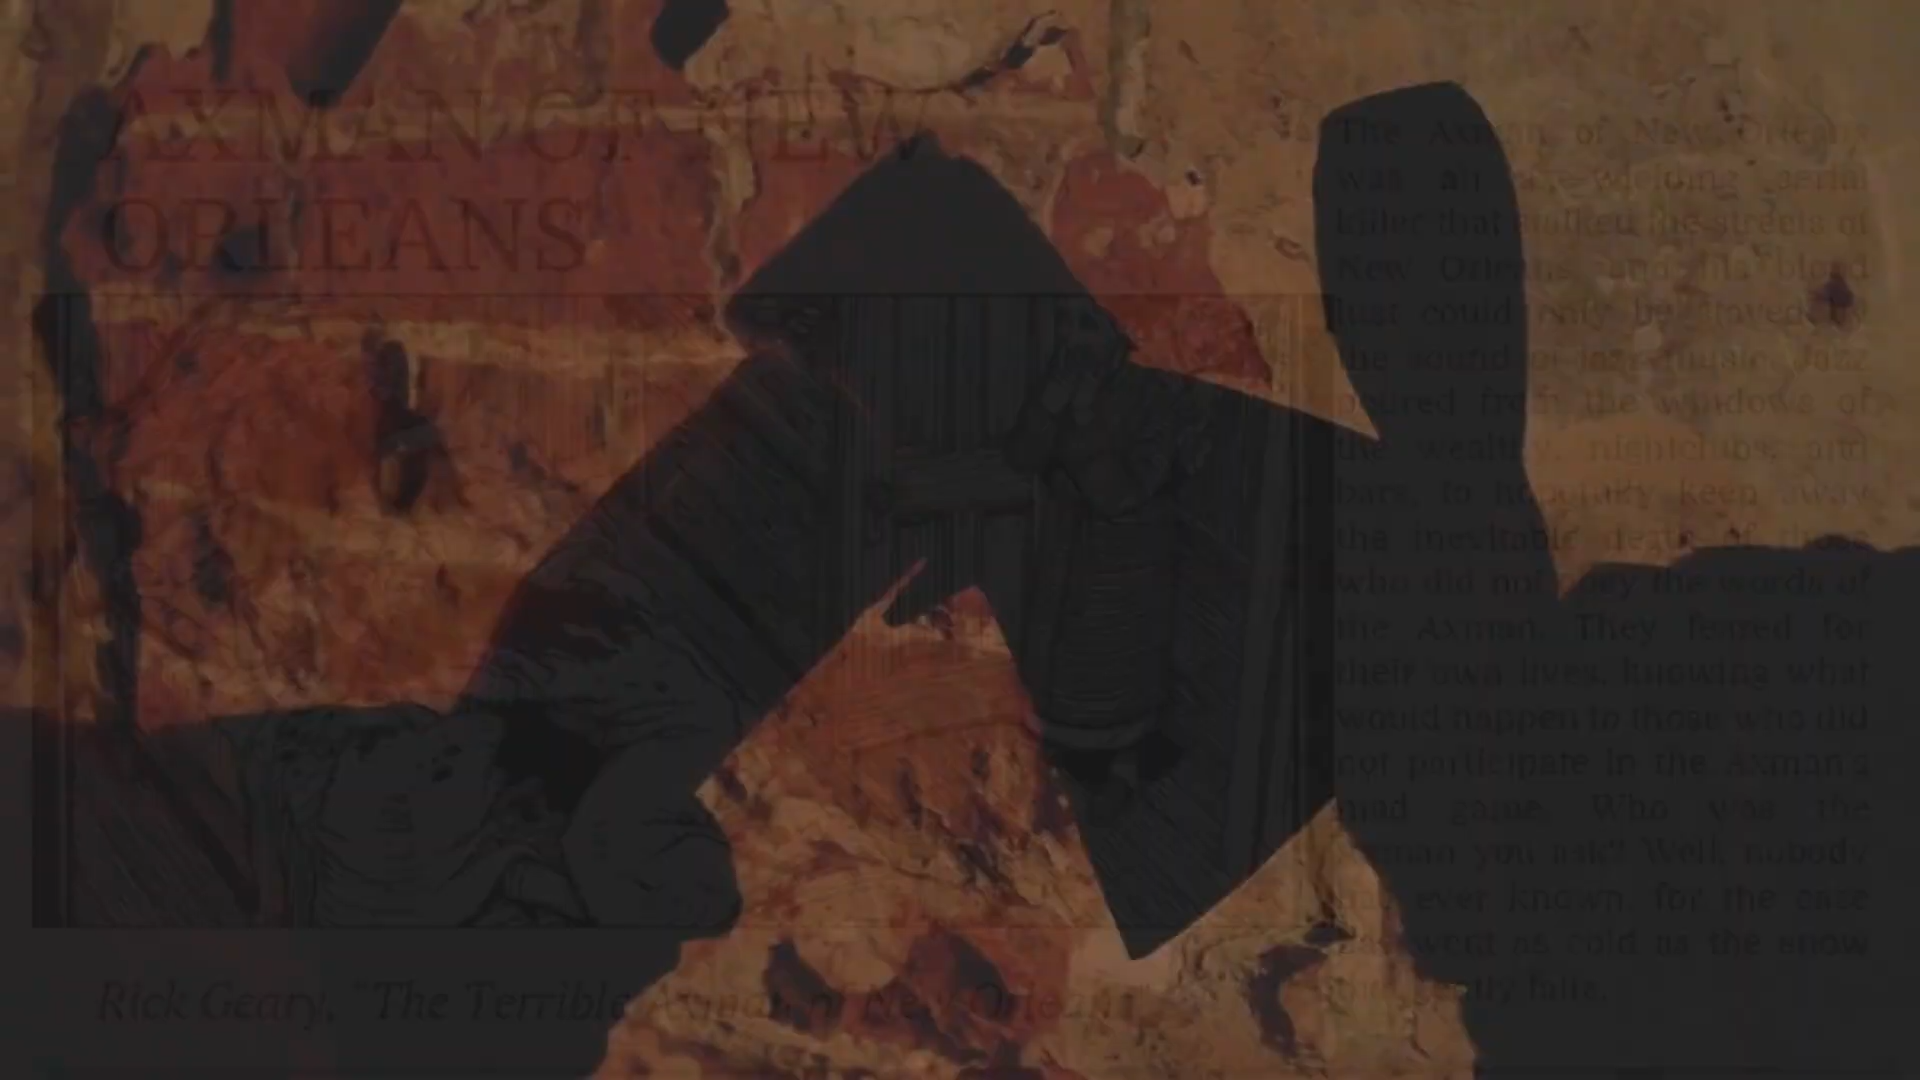 AXMAN OF NEW
ORLEANS
The Axman of New Orleans
was an axe-wielding serial
killer that stalked the streets of
New Orleans and his blood
lust could only be staved by
the sound of jazz music. Jazz
poured from the windows of
the wealthy, nightclubs, and
bars, to hopefully keep away
the inevitable of those
who did not obey the words of
the Axman. They feared for
their own lives, knowing what
would happen to those who did
not participate in the Axman's
mad game. Who was the
Axman you ask? Well, nobody
has ever known, for the case
has went as cold as the snow
falls.
Rick Geary, "The Terrible Axman of New Orleans"